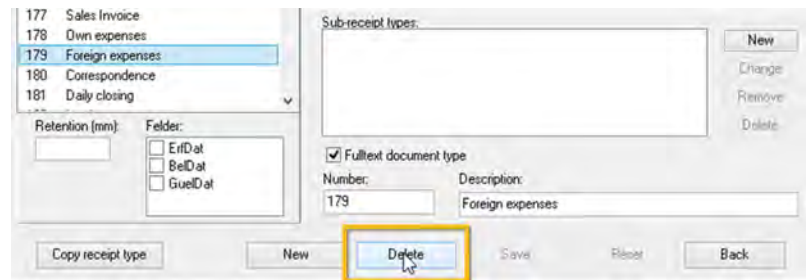 177 Sales Invoice
178 Own expenses
179 Foreign expenses
180 Correspondence
181 Daily closing
Retention (mm):
Felder:
ErfDat
BelDat
GuelDat
Sub-receipt types:
New
Change
Remove
Delete
Fulltext document type
Number:
Description:
179
Foreign expenses
Copy receipt type
New
Delete
Save
Reset
Back